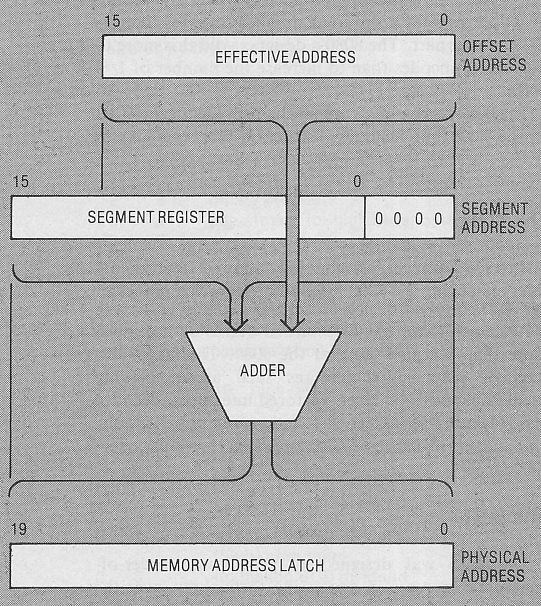 15 0
EFFECTIVE ADDRESS
OFFSET
ADDRESS
15 0
SEGMENT REGISTER
0 0 0 0
SEGMENT
ADDRESS
ADDER
19 0
MEMORY ADDRESS LATCH
PHYSICAL
ADDRESS